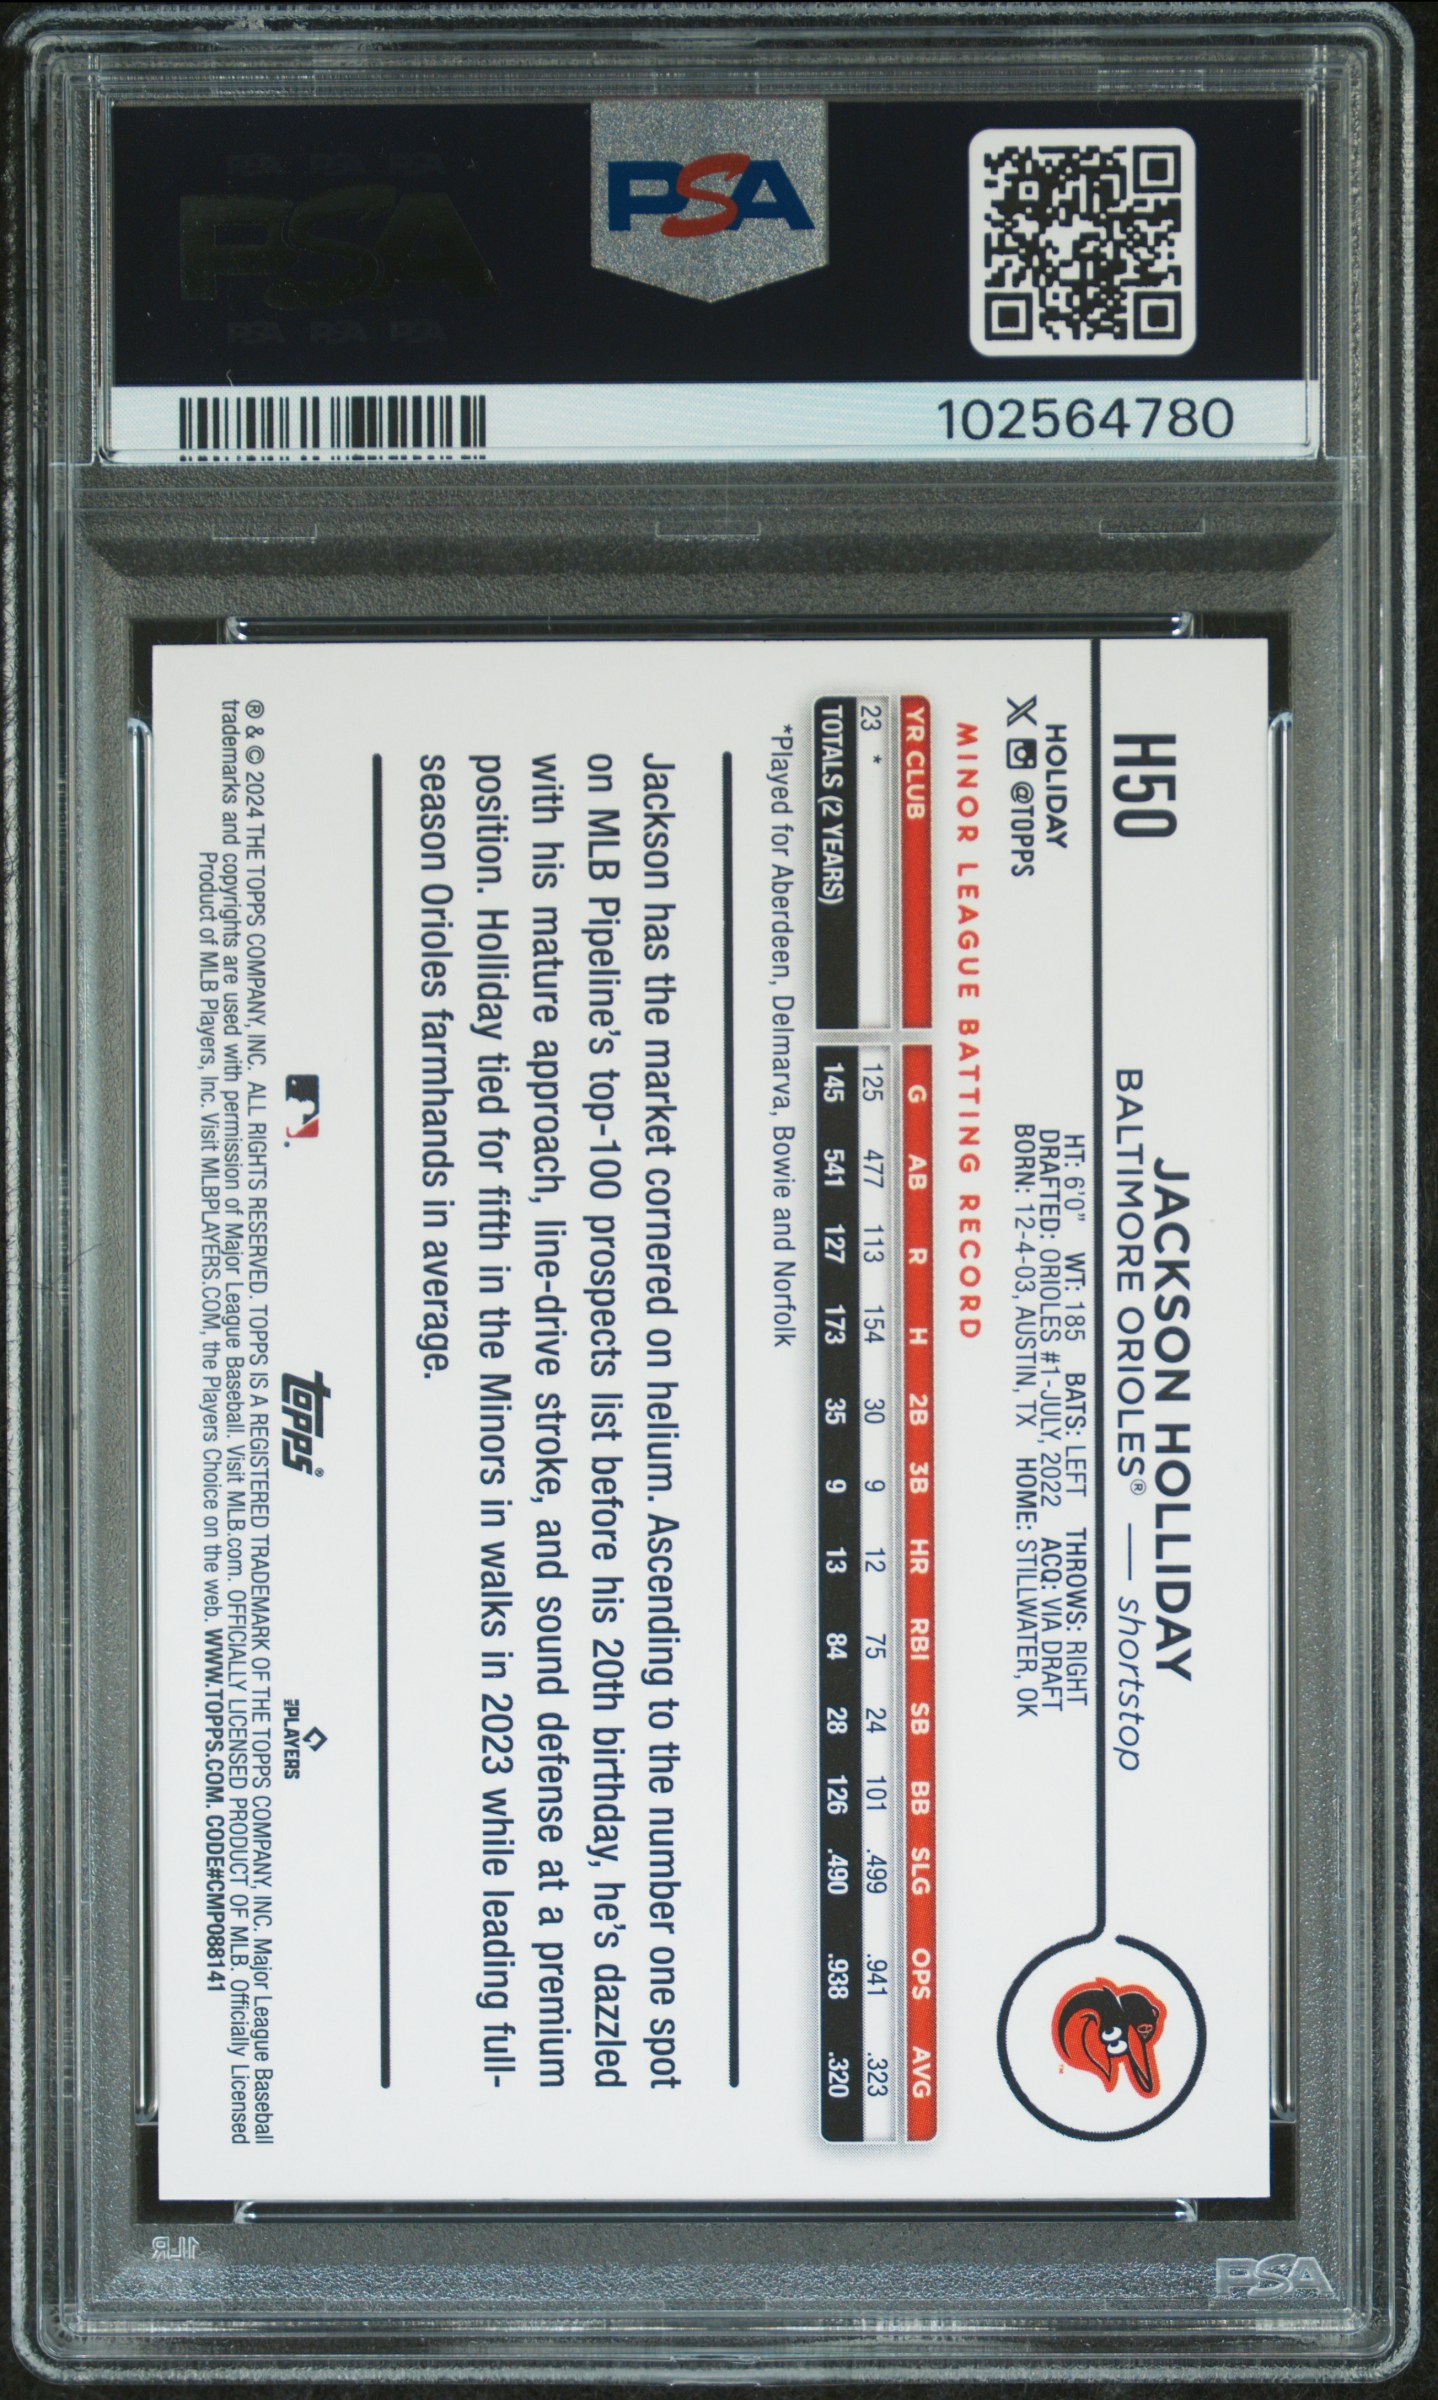 PSA PSA PSA
PSA
PSA PSA PSA
PSA
102564780
H50
JACKSON HOLLIDAY
BALTIMORE ORIOLES® — shortstop
HOLIDAY
@TOPPS
HT: 6'0" WT: 185 BATS: LEFT THROWS: RIGHT
DRAFTED: ORIOLES #1-JULY, 2022 ACQ: VIA DRAFT
BORN: 12-4-03, AUSTIN, TX HOME: STILLWATER, OK
MINOR LEAGUE BATTING RECORD
YR CLUB G AB R H 2B 3B HR RBI SB BB SLG OPS AVG
23 * 125 477 113 154 30 9 12 75 24 101 .499 .941 .323
TOTALS (2 YEARS) 145 541 127 173 35 9 13 84 28 126 .490 .938 .320
*Played for Aberdeen, Delmarva, Bowie and Norfolk
Jackson has the market cornered on helium. Ascending to the number one spot
on MLB Pipeline's top-100 prospects list before his 20th birthday, he's dazzled
with his mature approach, line-drive stroke, and sound defense at a premium
position. Holliday tied for fifth in the Minors in walks in 2023 while leading full-
season Orioles farmhands in average.
topps®
PLAYERS
® & © 2024 THE TOPPS COMPANY, INC. ALL RIGHTS RESERVED. TOPPS IS A REGISTERED TRADEMARK OF THE TOPPS COMPANY, INC. Major League Baseball
trademarks and copyrights are used with permission of Major League Baseball. Visit MLB.com. OFFICIALLY LICENSED PRODUCT OF MLB. Officially Licensed
Product of MLB Players, Inc. Visit MLBPLAYERS.COM, the Players Choice on the web. WWW.TOPPS.COM. CODE#CMP088141
PSA